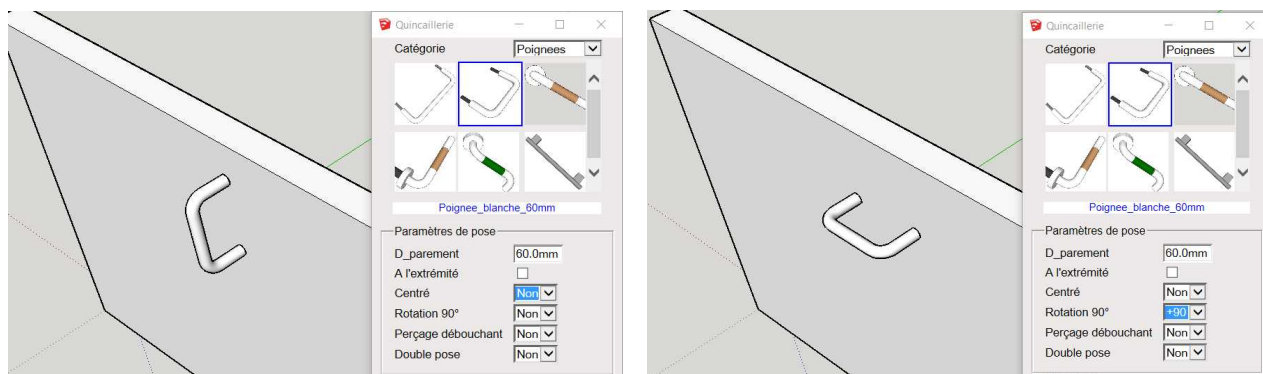 Quincaillerie
Catégorie Poignees
Poignee_blanche_60mm
Paramètres de pose
D_parement 60.0mm
A l'extrémité
Centré Non
Rotation 90° Non
Perçage débouchant Non
Double pose Non
Quincaillerie
Catégorie Poignees
Poignee_blanche_60mm
Paramètres de pose
D_parement 60.0mm
A l'extrémité
Centré Non
Rotation 90° +90
Perçage débouchant Non
Double pose Non